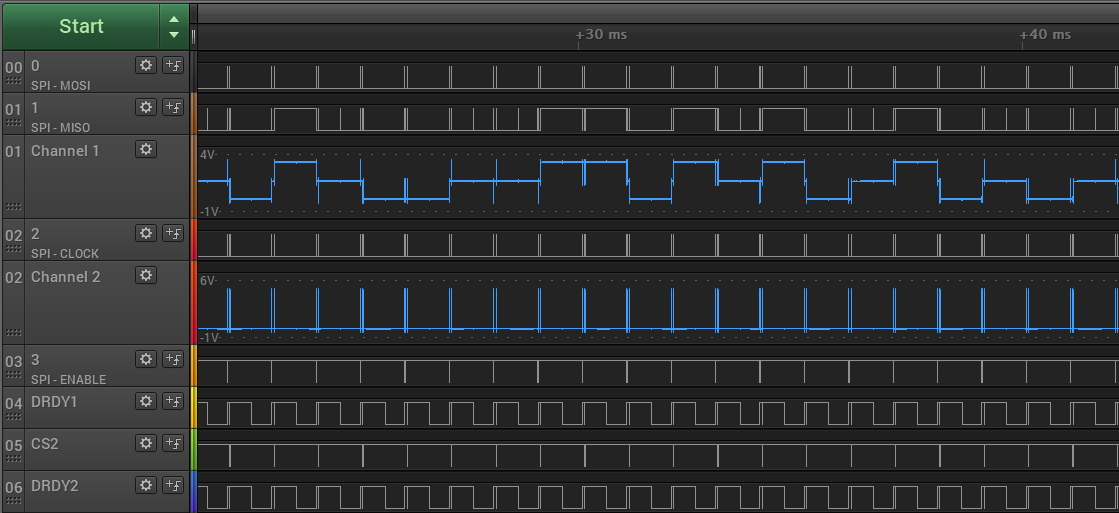 Start
+30 ms
+40 ms
00
0
SPI - MOSI
01
1
SPI - MISO
01
Channel 1
4V
-1V
02
2
SPI - CLOCK
02
Channel 2
6V
-1V
03
3
SPI - ENABLE
04
DRDY1
05
CS2
06
DRDY2